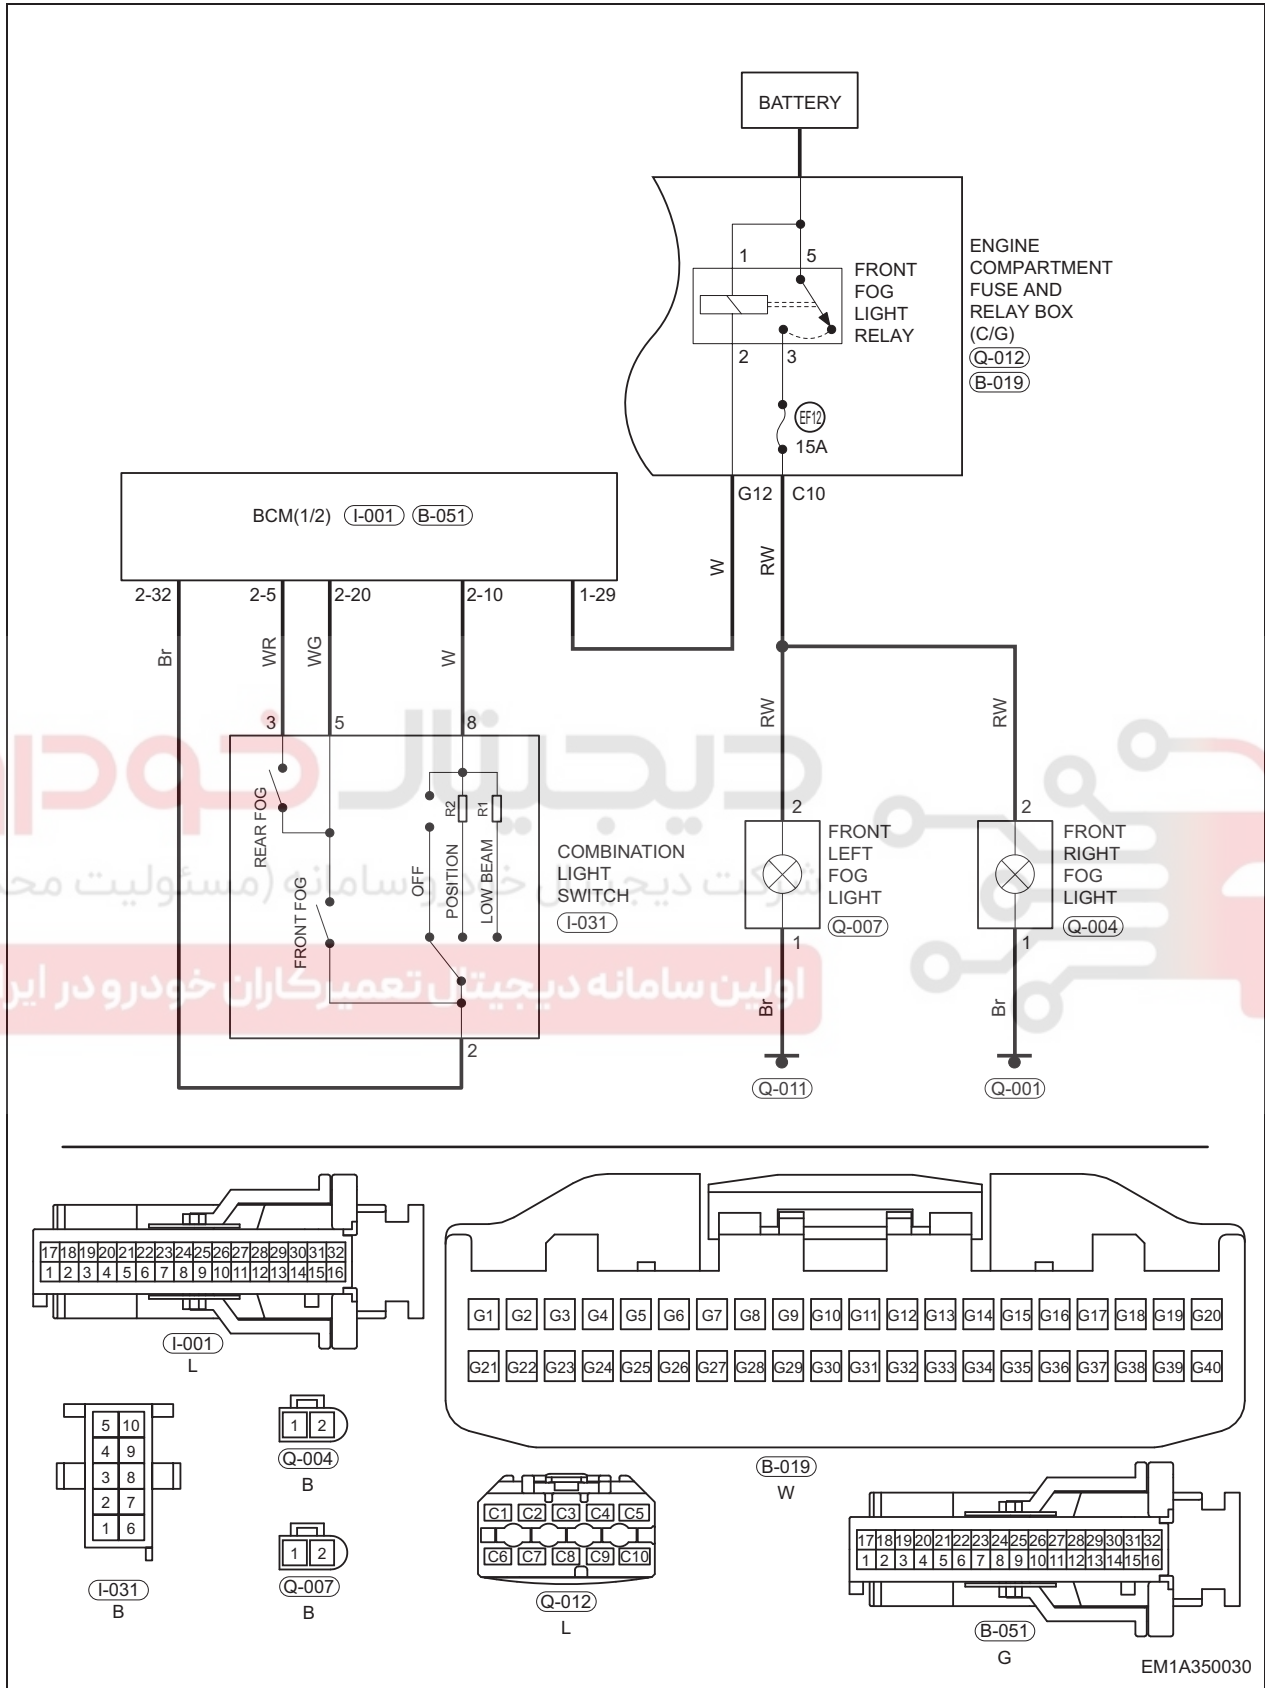 BATTERY
1
5
FRONT
FOG
LIGHT
RELAY
ENGINE
COMPARTMENT
FUSE AND
RELAY BOX
(C/G)
Q-012
B-019
2
3
EF12
15A
G12 C10
BCM(1/2) I-001 B-051
W
RW
2-32
2-5
2-20
2-10
1-29
Br
WR
WG
W
RW
RW
3
5
8
REAR FOG
FRONT FOG
OFF
R2
POSITION
R1
LOW BEAM
COMBINATION
LIGHT
SWITCH
I-031
2
2
FRONT
LEFT
FOG
LIGHT
Q-007
1
2
FRONT
RIGHT
FOG
LIGHT
Q-004
1
Br
Br
Q-011
Q-001
دیجیتال خودرو
شرکت دیجیتال خودرو سامانه (مسئولیت
اولین سامانه دیجیتال تعمیرکاران خودرو در
17 18 19 20 21 22 23 24 25 26 27 28 29 30 31 32
1 2 3 4 5 6 7 8 9 10 11 12 13 14 15 16
I-001
L
G1 G2 G3 G4 G5 G6 G7 G8 G9 G10 G11 G12 G13 G14 G15 G16 G17 G18 G19 G20
G21 G22 G23 G24 G25 G26 G27 G28 G29 G30 G31 G32 G33 G34 G35 G36 G37 G38 G39 G40
B-019
W
5 10
4 9
3 8
2 7
1 6
I-031
B
1 2
Q-004
B
1 2
Q-007
B
C1 C2 C3 C4 C5
C6 C7 C8 C9 C10
Q-012
L
17 18 19 20 21 22 23 24 25 26 27 28 29 30 31 32
1 2 3 4 5 6 7 8 9 10 11 12 13 14 15 16
B-051
G
EM1A350030